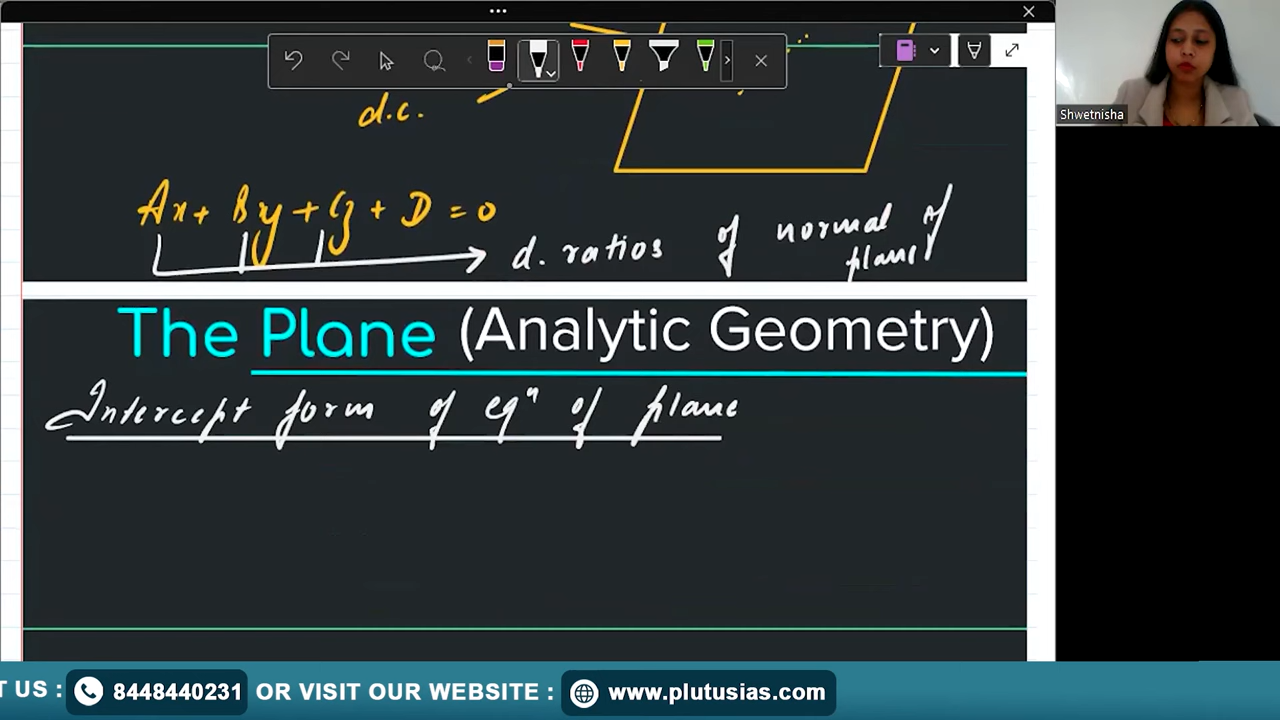 Shwetnisha
d.c.
Ax + By + Cz + D = 0
d. ratios of normal of plane
The Plane (Analytic Geometry)
Intercept form of eqⁿ of plane
T US : 8448440231 OR VISIT OUR WEBSITE : www.plutusias.com